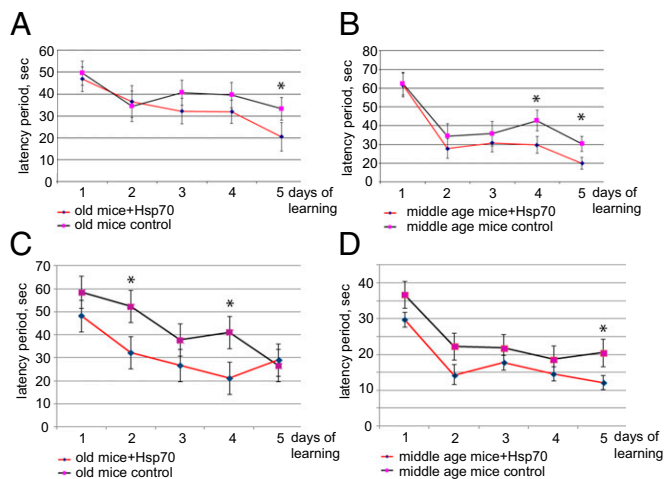 A
latency period, sec
60
50
40
30
20
10
0
*
1 2 3 4 5 days of
learning
old mice+Hsp70
old mice control
B
latency period, sec
80
70
60
50
40
30
20
10
0
* *
1 2 3 4 5 days of
learning
middle age mice+Hsp70
middle age mice control
C
latency period, sec
70
60
50
40
30
20
10
0
* *
1 2 3 4 5 days of
learning
old mice+Hsp70
old mice control
D
latency period, sec
40
30
20
10
0
*
1 2 3 4 5 days of
learning
middle age mice+Hsp70
middle age mice control